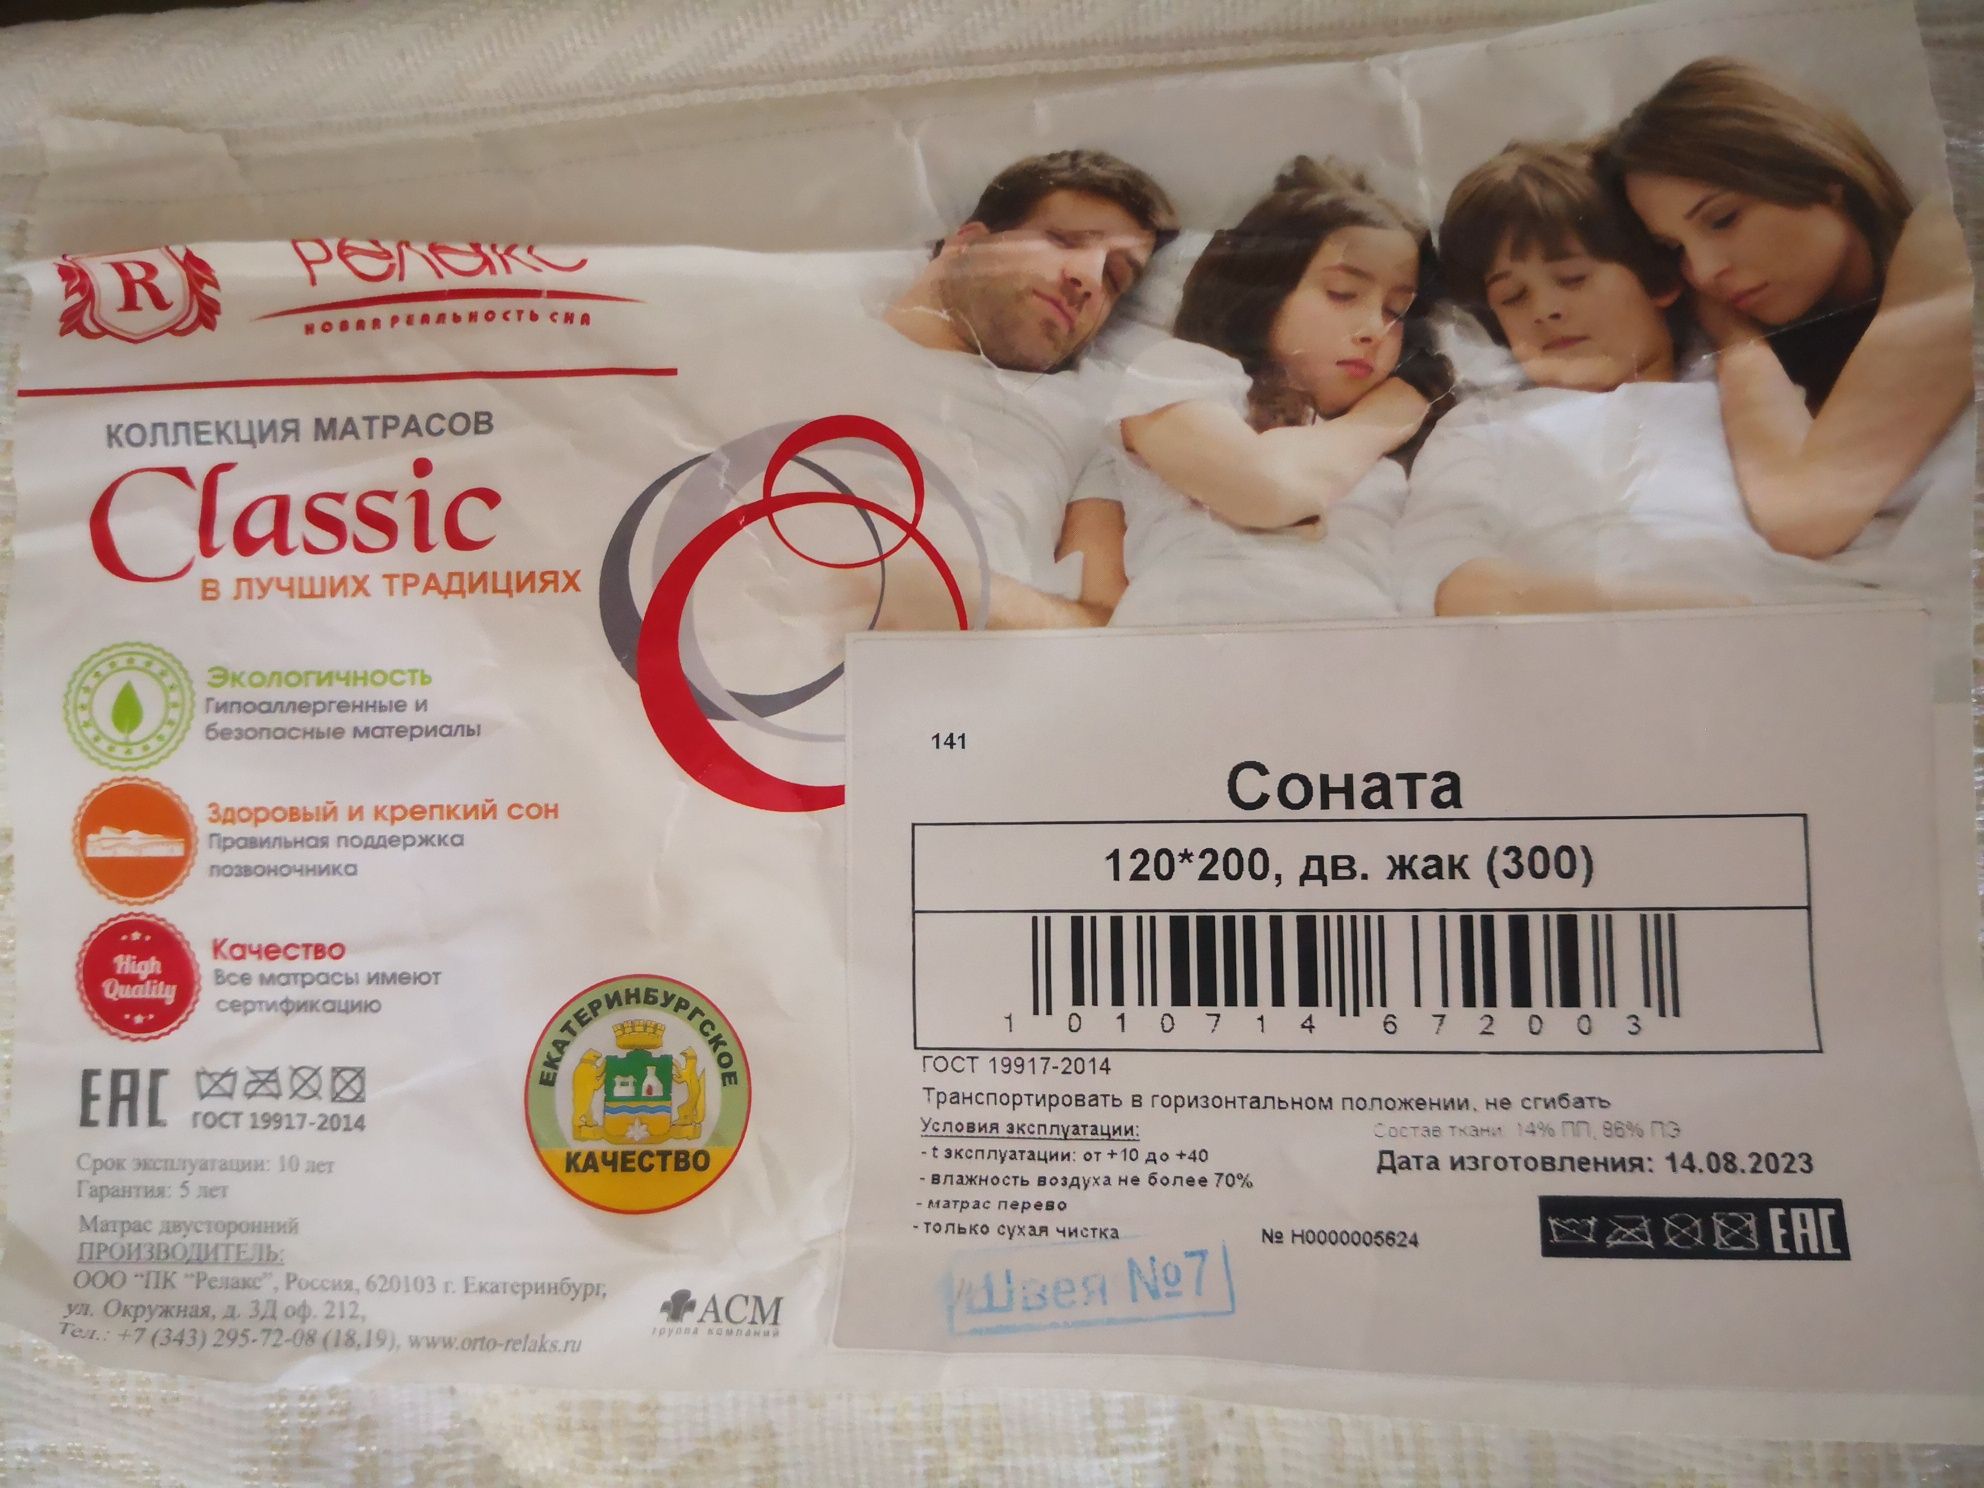 R
Релакс
НОВАЯ РЕАЛЬНОСТЬ СНА
КОЛЛЕКЦИЯ МАТРАСОВ
Classic
В ЛУЧШИХ ТРАДИЦИЯХ
Экологичность
Гипоаллергенные и
безопасные материалы
Здоровый и крепкий сон
Правильная поддержка
позвоночника
High
Quality
Качество
Все матрасы имеют
сертификацию
ЕАС
ГОСТ 19917-2014
Срок эксплуатации: 10 лет
Гарантия: 5 лет
Матрас двусторонний
ПРОИЗВОДИТЕЛЬ:
ООО "ПК "Релакс", Россия, 620103 г. Екатеринбург,
ул. Окружная, д. 3Д оф. 212,
Тел.: +7 (343) 295-72-08 (18,19), www.orto-relaks.ru
ЕКАТЕРИНБУРГСКОЕ
КАЧЕСТВО
АСМ
группа компаний
141
Соната
120*200, дв. жак (300)
1 010714 672003
ГОСТ 19917-2014
Транспортировать в горизонтальном положении, не сгибать
Условия эксплуатации:
- t эксплуатации: от +10 до +40
- влажность воздуха не более 70%
- матрас перево
- только сухая чистка
Состав ткани: 14% ПП, 86% ПЭ
Дата изготовления: 14.08.2023
№ Н0000005624
ЕАС
Швея №7